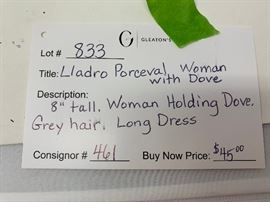 Lot # 833
G GLEATON'S
Title: Lladro Porceval Woman
with Dove
Description:
8" tall. Woman Holding Dove.
Grey hair. Long Dress
Consignor # 461 Buy Now Price: $45.00